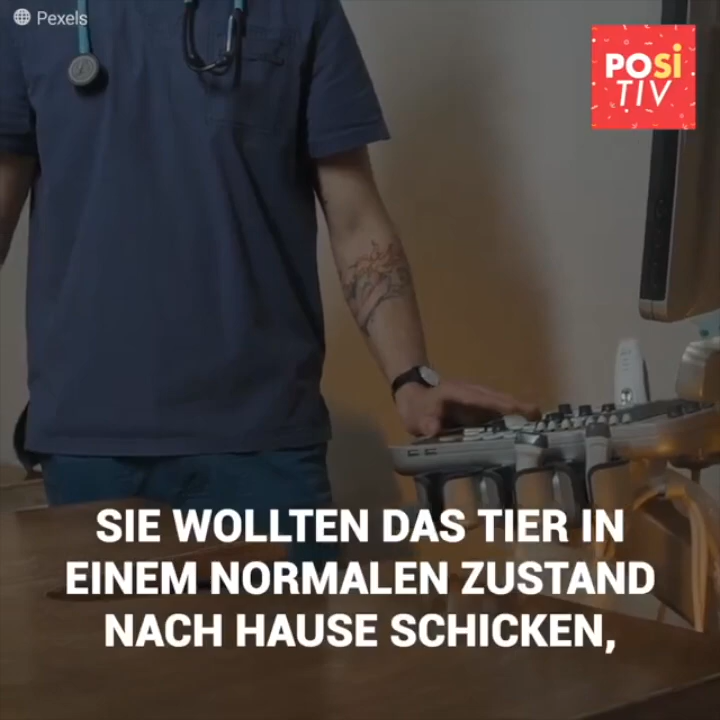 Pexels
POSi
TIV
SIE WOLLTEN DAS TIER IN
EINEM NORMALEN ZUSTAND
NACH HAUSE SCHICKEN,